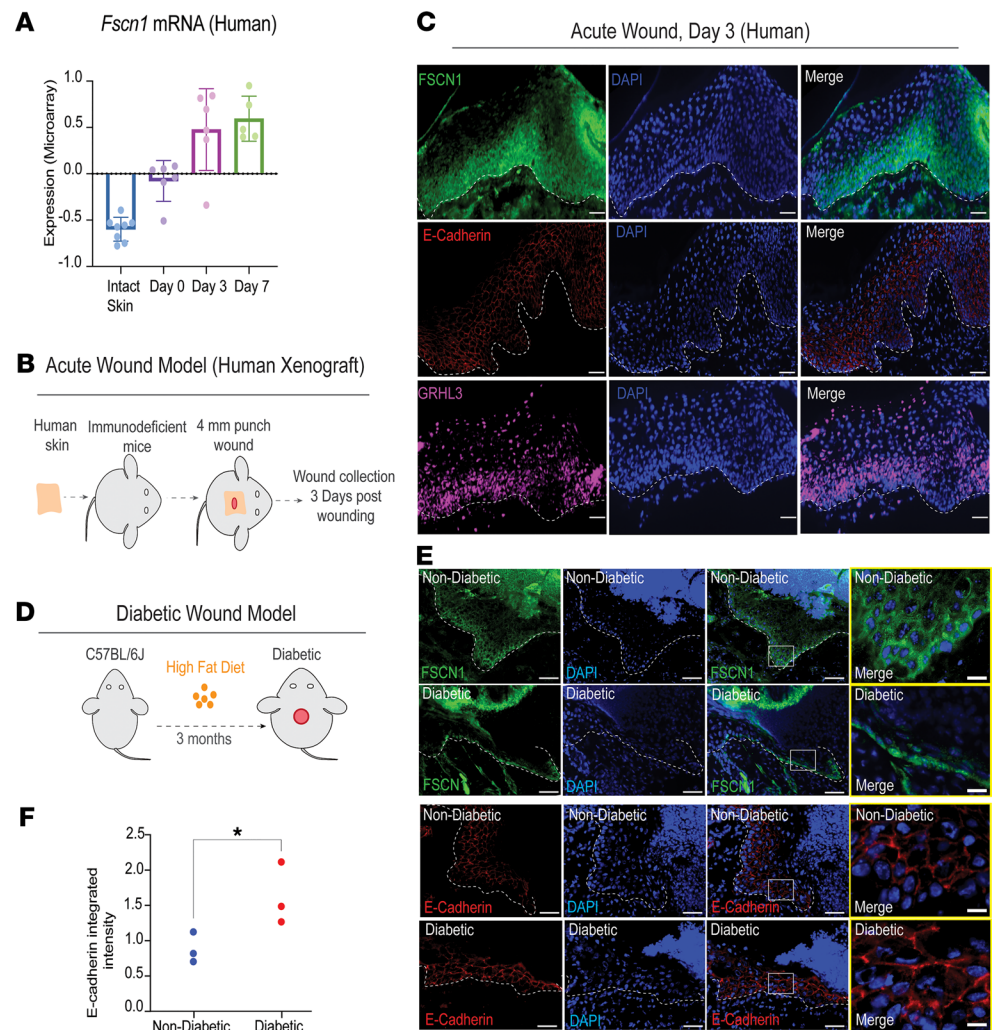 A
Fscn1 mRNA (Human)
Expression (Microarray)
1.0
0.5
0.0
-0.5
-1.0
Intact
Skin
Day 0
Day 3
Day 7
B
Acute Wound Model (Human Xenograft)
Human
skin
Immunodeficient
mice
4 mm punch
wound
Wound collection
3 Days post
wounding
C
Acute Wound, Day 3 (Human)
FSCN1
DAPI
Merge
E-Cadherin
DAPI
Merge
GRHL3
DAPI
Merge
D
Diabetic Wound Model
C57BL/6J
High Fat Diet
3 months
Diabetic
E
Non-Diabetic
FSCN1
Non-Diabetic
DAPI
Non-Diabetic
FSCN1
Non-Diabetic
Merge
Diabetic
FSCN1
Diabetic
DAPI
Diabetic
FSCN1
Diabetic
Merge
Non-Diabetic
E-Cadherin
Non-Diabetic
DAPI
Non-Diabetic
E-Cadherin
Non-Diabetic
Merge
Diabetic
E-Cadherin
Diabetic
DAPI
Diabetic
E-Cadherin
Diabetic
Merge
F
E-cadherin integrated
intensity
2.5
2.0
1.5
1.0
0.5
0.0
*
Non-Diabetic
Diabetic